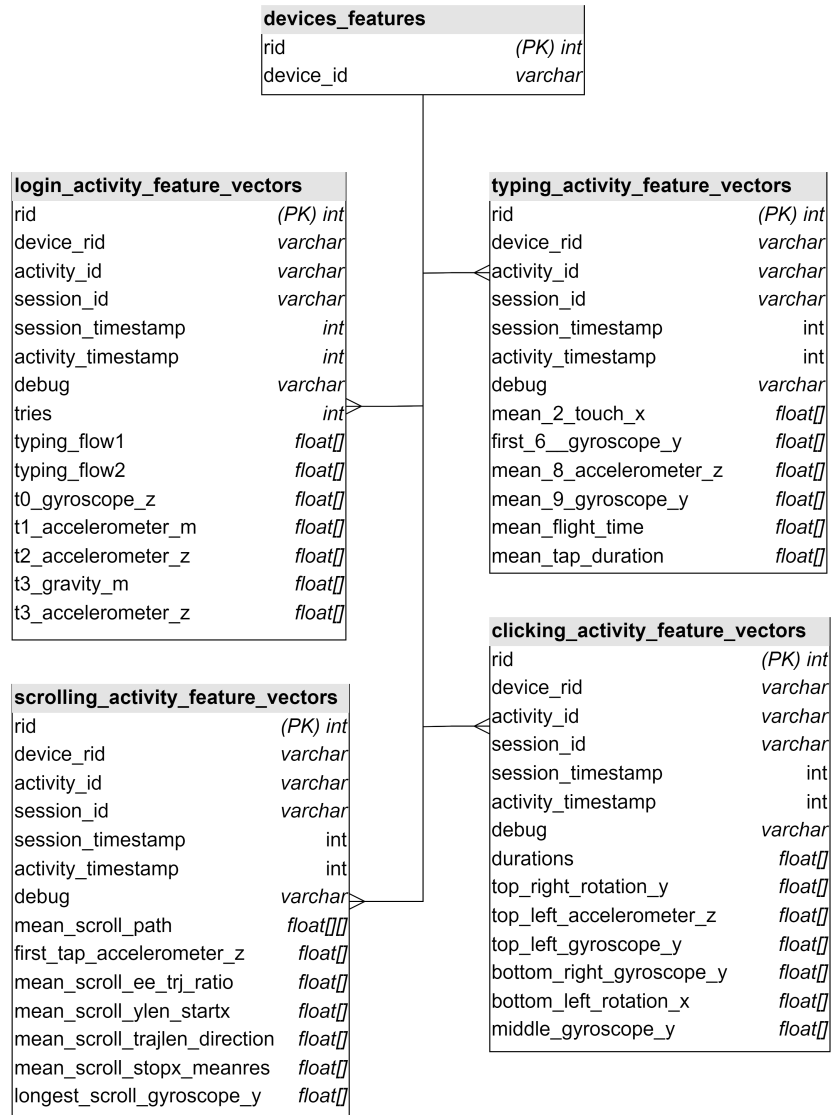 devices_features
rid (PK) int
device_id varchar
login_activity_feature_vectors
rid (PK) int
device_rid varchar
activity_id varchar
session_id varchar
session_timestamp int
activity_timestamp int
debug varchar
tries int
typing_flow1 float[]
typing_flow2 float[]
t0_gyroscope_z float[]
t1_accelerometer_m float[]
t2_accelerometer_z float[]
t3_gravity_m float[]
t3_accelerometer_z float[]
typing_activity_feature_vectors
rid (PK) int
device_rid varchar
activity_id varchar
session_id varchar
session_timestamp int
activity_timestamp int
debug varchar
mean_2_touch_x float[]
first_6__gyroscope_y float[]
mean_8_accelerometer_z float[]
mean_9_gyroscope_y float[]
mean_flight_time float[]
mean_tap_duration float[]
scrolling_activity_feature_vectors
rid (PK) int
device_rid varchar
activity_id varchar
session_id varchar
session_timestamp int
activity_timestamp int
debug varchar
mean_scroll_path float[][]
first_tap_accelerometer_z float[]
mean_scroll_ee_trj_ratio float[]
mean_scroll_ylen_startx float[]
mean_scroll_trajlen_direction float[]
mean_scroll_stopx_meanres float[]
longest_scroll_gyroscope_y float[]
clicking_activity_feature_vectors
rid (PK) int
device_rid varchar
activity_id varchar
session_id varchar
session_timestamp int
activity_timestamp int
debug varchar
durations float[]
top_right_rotation_y float[]
top_left_accelerometer_z float[]
top_left_gyroscope_y float[]
bottom_right_gyroscope_y float[]
bottom_left_rotation_x float[]
middle_gyroscope_y float[]